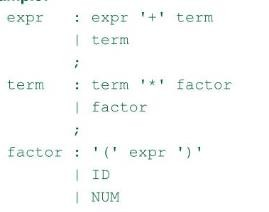 expr : expr '+' term
| term
;
term : term '*' factor
| factor
;
factor : '(' expr ')'
| ID
| NUM